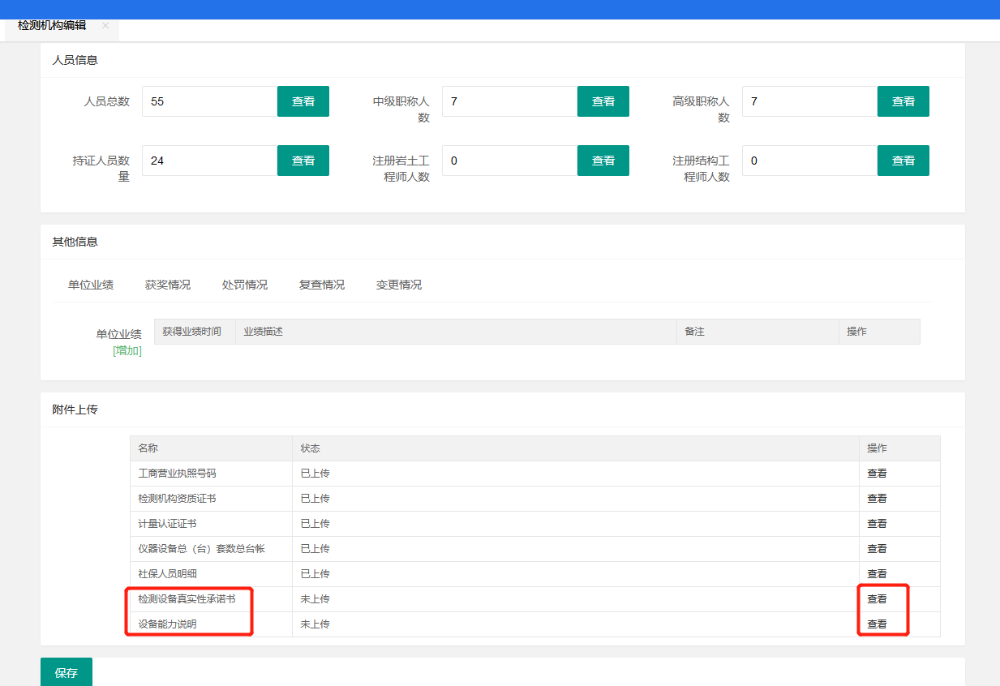 检测机构编辑 ×
人员信息
人员总数 55 查看 中级职称人 7 查看 高级职称人 7 查看
数 数
持证人员数 24 查看 注册岩土工 0 查看 注册结构工 0 查看
量 程师人数 程师人数
其他信息
单位业绩 获奖情况 处罚情况 复查情况 变更情况
单位业绩 获得业绩时间 业绩描述 备注 操作
[增加]
附件上传
名称 状态 操作
工商营业执照号码 已上传 查看
检测机构资质证书 已上传 查看
计量认证证书 已上传 查看
仪器设备总（台）套数总台帐 已上传 查看
社保人员明细 已上传 查看
检测设备真实性承诺书 未上传 查看
设备能力说明 未上传 查看
保存